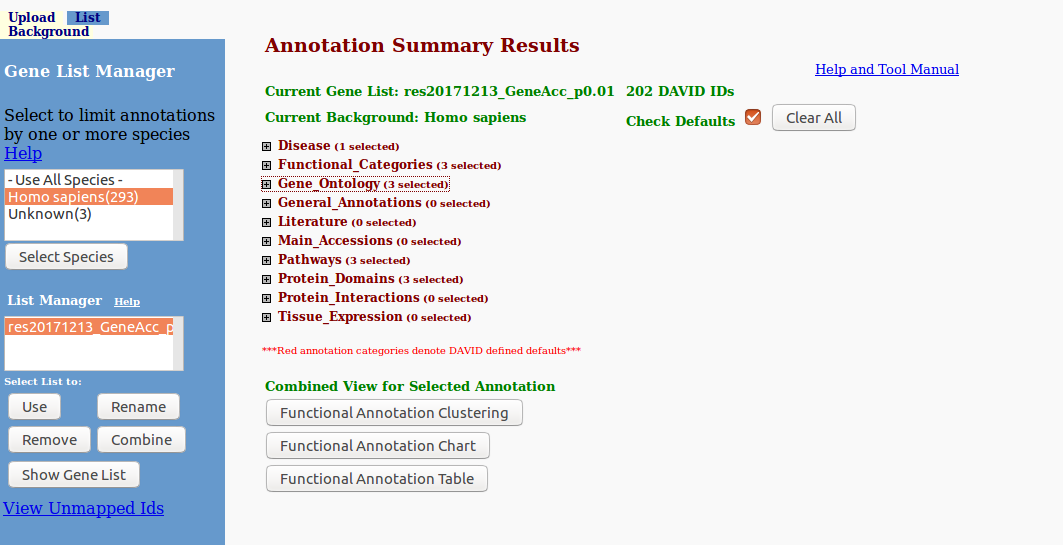 Upload List
Background
Gene List Manager
Select to limit annotations
by one or more species
Help
- Use All Species -
Homo sapiens(293)
Unknown(3)
Select Species
List Manager Help
res20171213_GeneAcc_p
Select List to:
Use Rename
Remove Combine
Show Gene List
View Unmapped Ids
Annotation Summary Results
Help and Tool Manual
Current Gene List: res20171213_GeneAcc_p0.01 202 DAVID IDs
Current Background: Homo sapiens Check Defaults Clear All
Disease (1 selected)
Functional_Categories (3 selected)
Gene_Ontology (3 selected)
General_Annotations (0 selected)
Literature (0 selected)
Main_Accessions (0 selected)
Pathways (3 selected)
Protein_Domains (3 selected)
Protein_Interactions (0 selected)
Tissue_Expression (0 selected)
***Red annotation categories denote DAVID defined defaults***
Combined View for Selected Annotation
Functional Annotation Clustering
Functional Annotation Chart
Functional Annotation Table